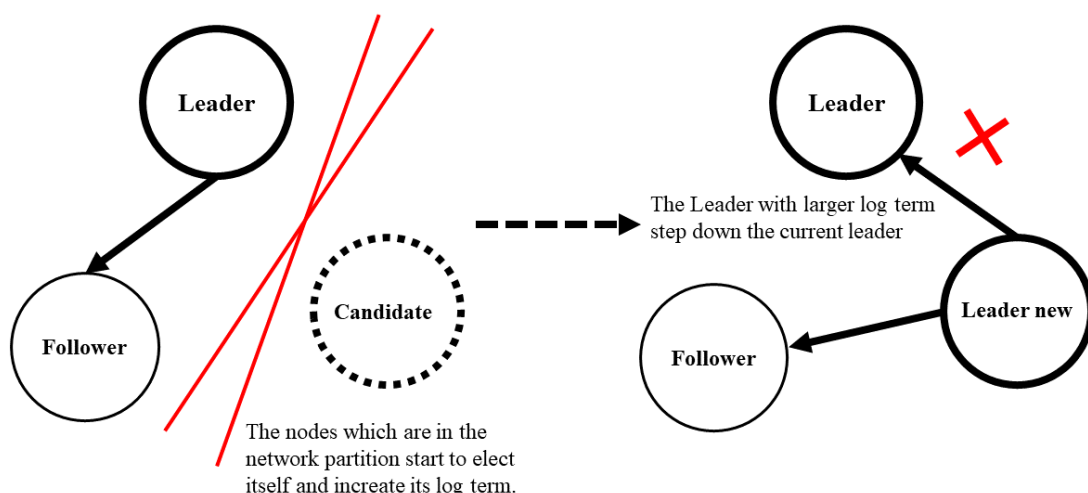 Leader
Follower
Candidate
The nodes which are in the
network partition start to elect
itself and increate its log term.
Leader
The Leader with larger log term
step down the current leader
Follower
Leader new